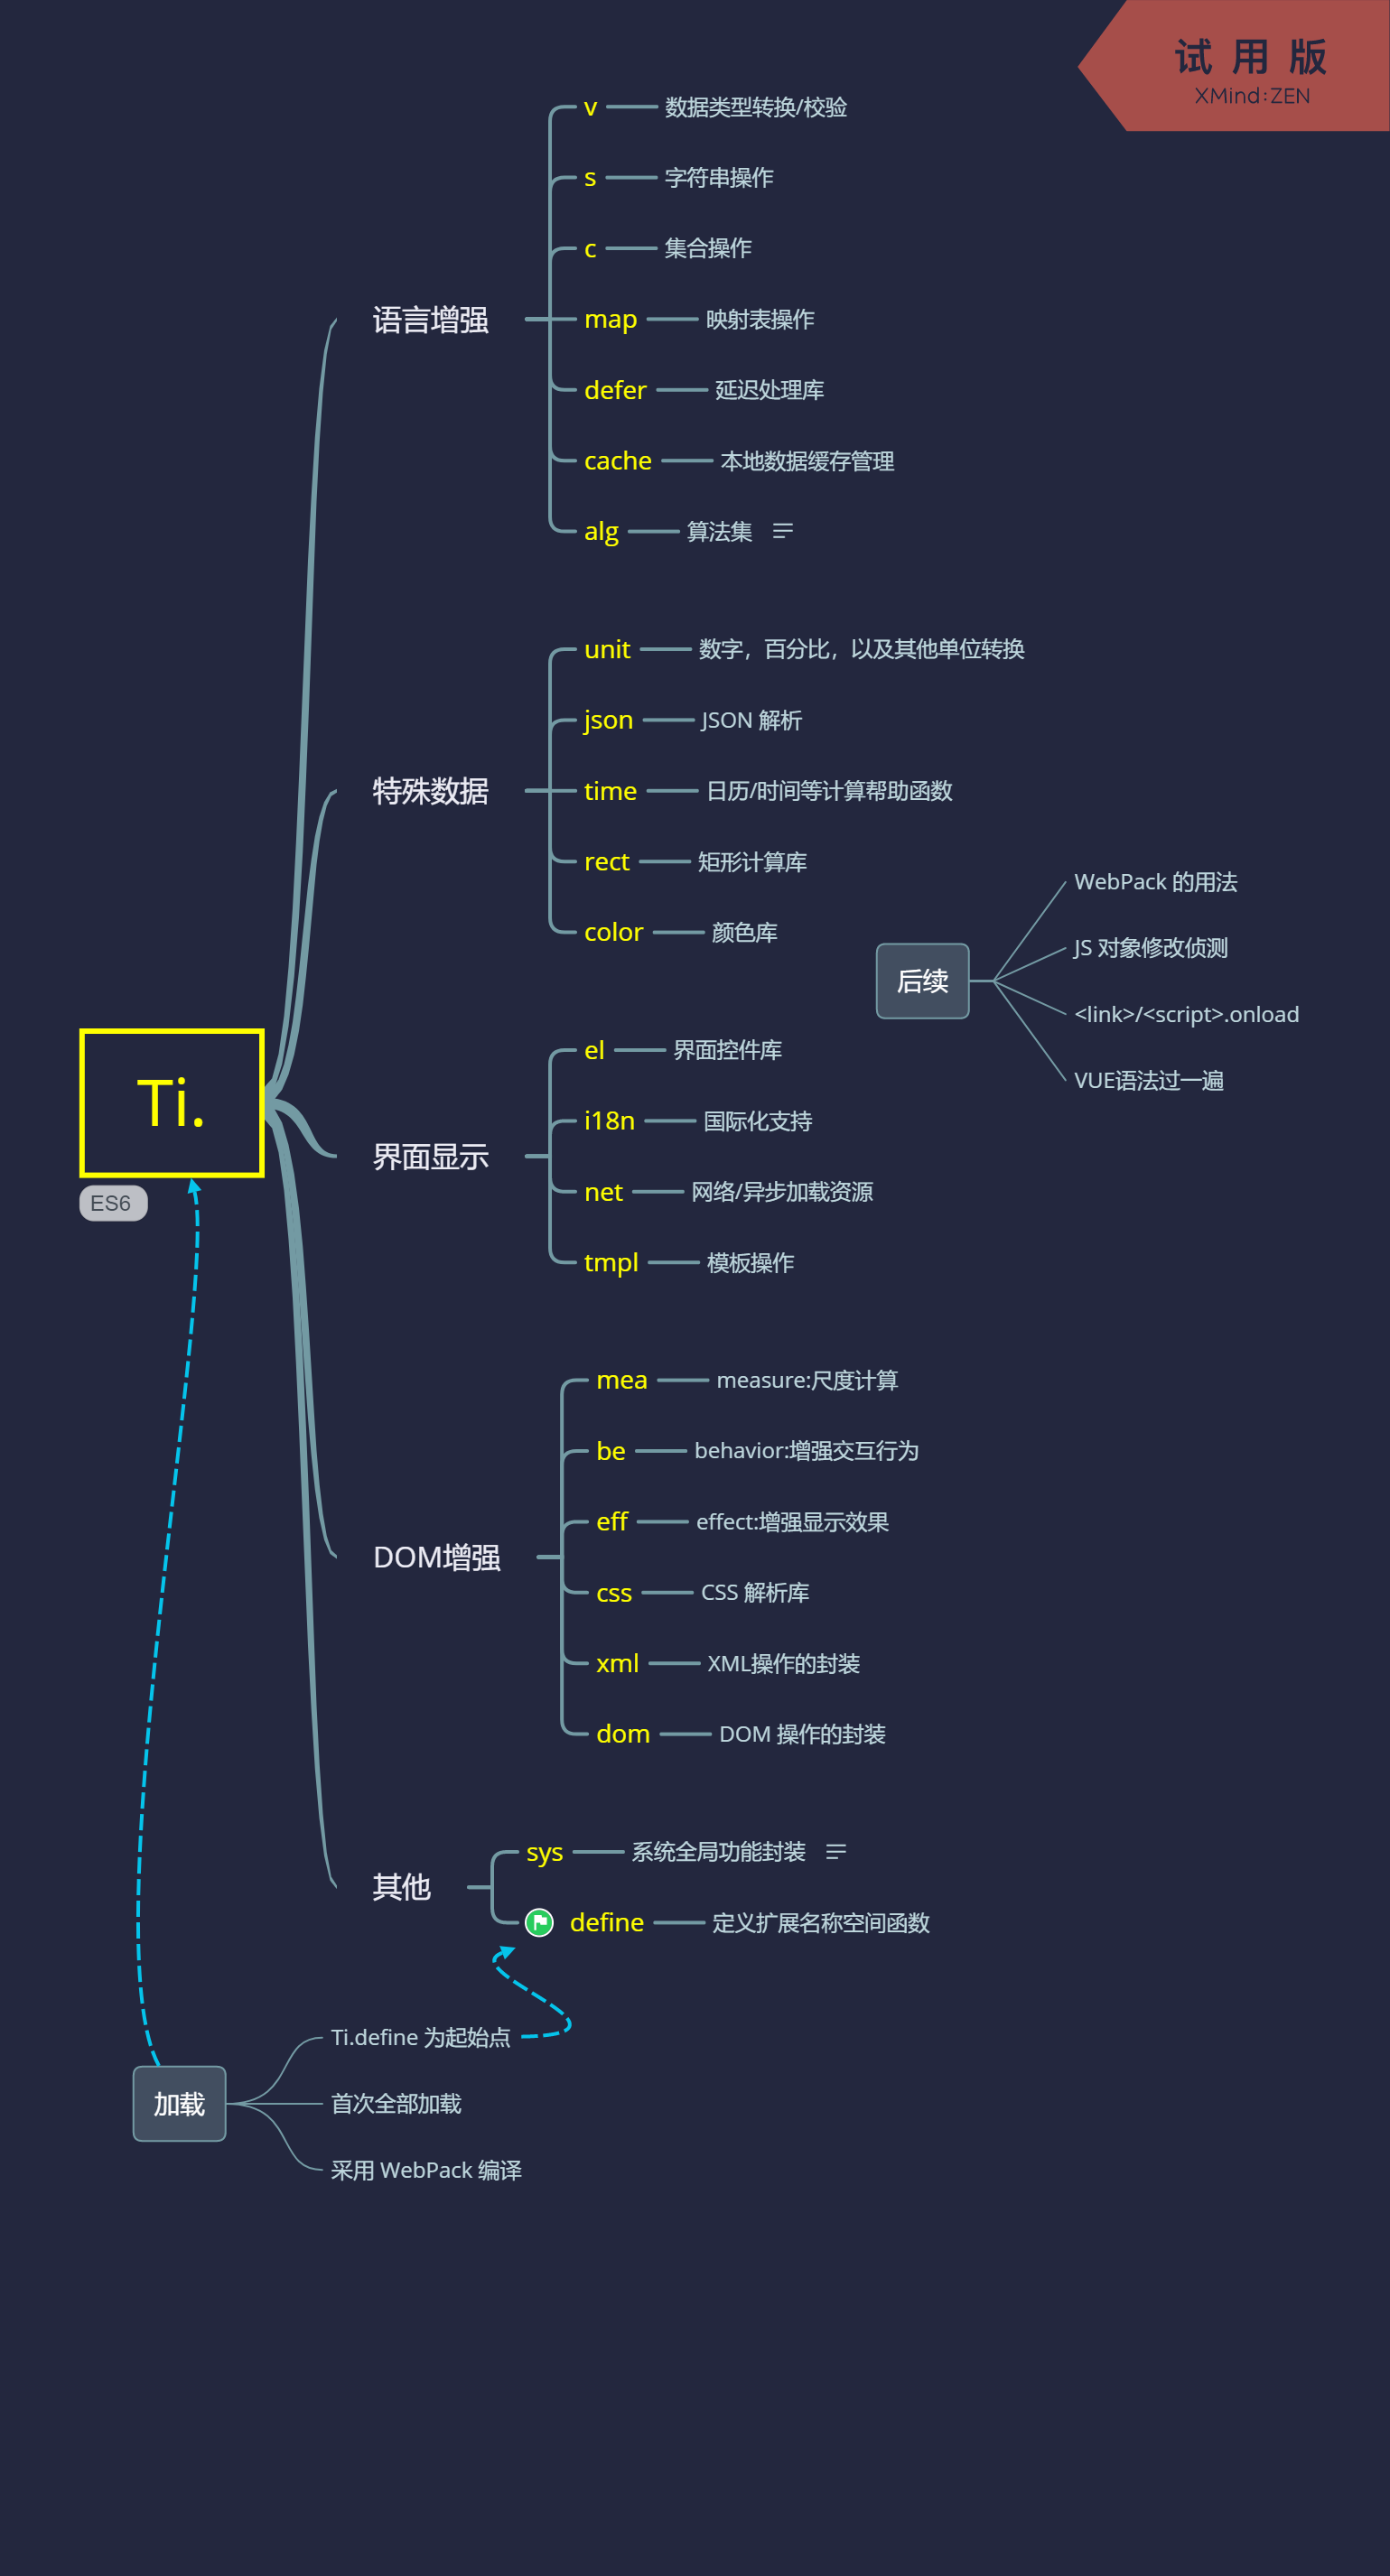 试用版
XMind:ZEN
Ti.
ES6
语言增强
v 数据类型转换/校验
s 字符串操作
c 集合操作
map 映射表操作
defer 延迟处理库
cache 本地数据缓存管理
alg 算法集
特殊数据
unit 数字，百分比，以及其他单位转换
json JSON 解析
time 日历/时间等计算帮助函数
rect 矩形计算库
color 颜色库
界面显示
el 界面控件库
i18n 国际化支持
net 网络/异步加载资源
tmpl 模板操作
DOM增强
mea measure:尺度计算
be behavior:增强交互行为
eff effect:增强显示效果
css CSS 解析库
xml XML操作的封装
dom DOM 操作的封装
其他
sys 系统全局功能封装
define 定义扩展名称空间函数
后续
WebPack 的用法
JS 对象修改侦测
<link>/<script>.onload
VUE语法过一遍
加载
Ti.define 为起始点
首次全部加载
采用 WebPack 编译